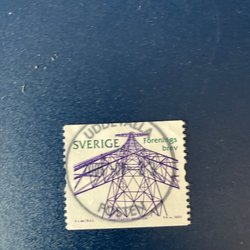 UDDEVALLA
SVERIGE
Förenings
brev
POSTEN